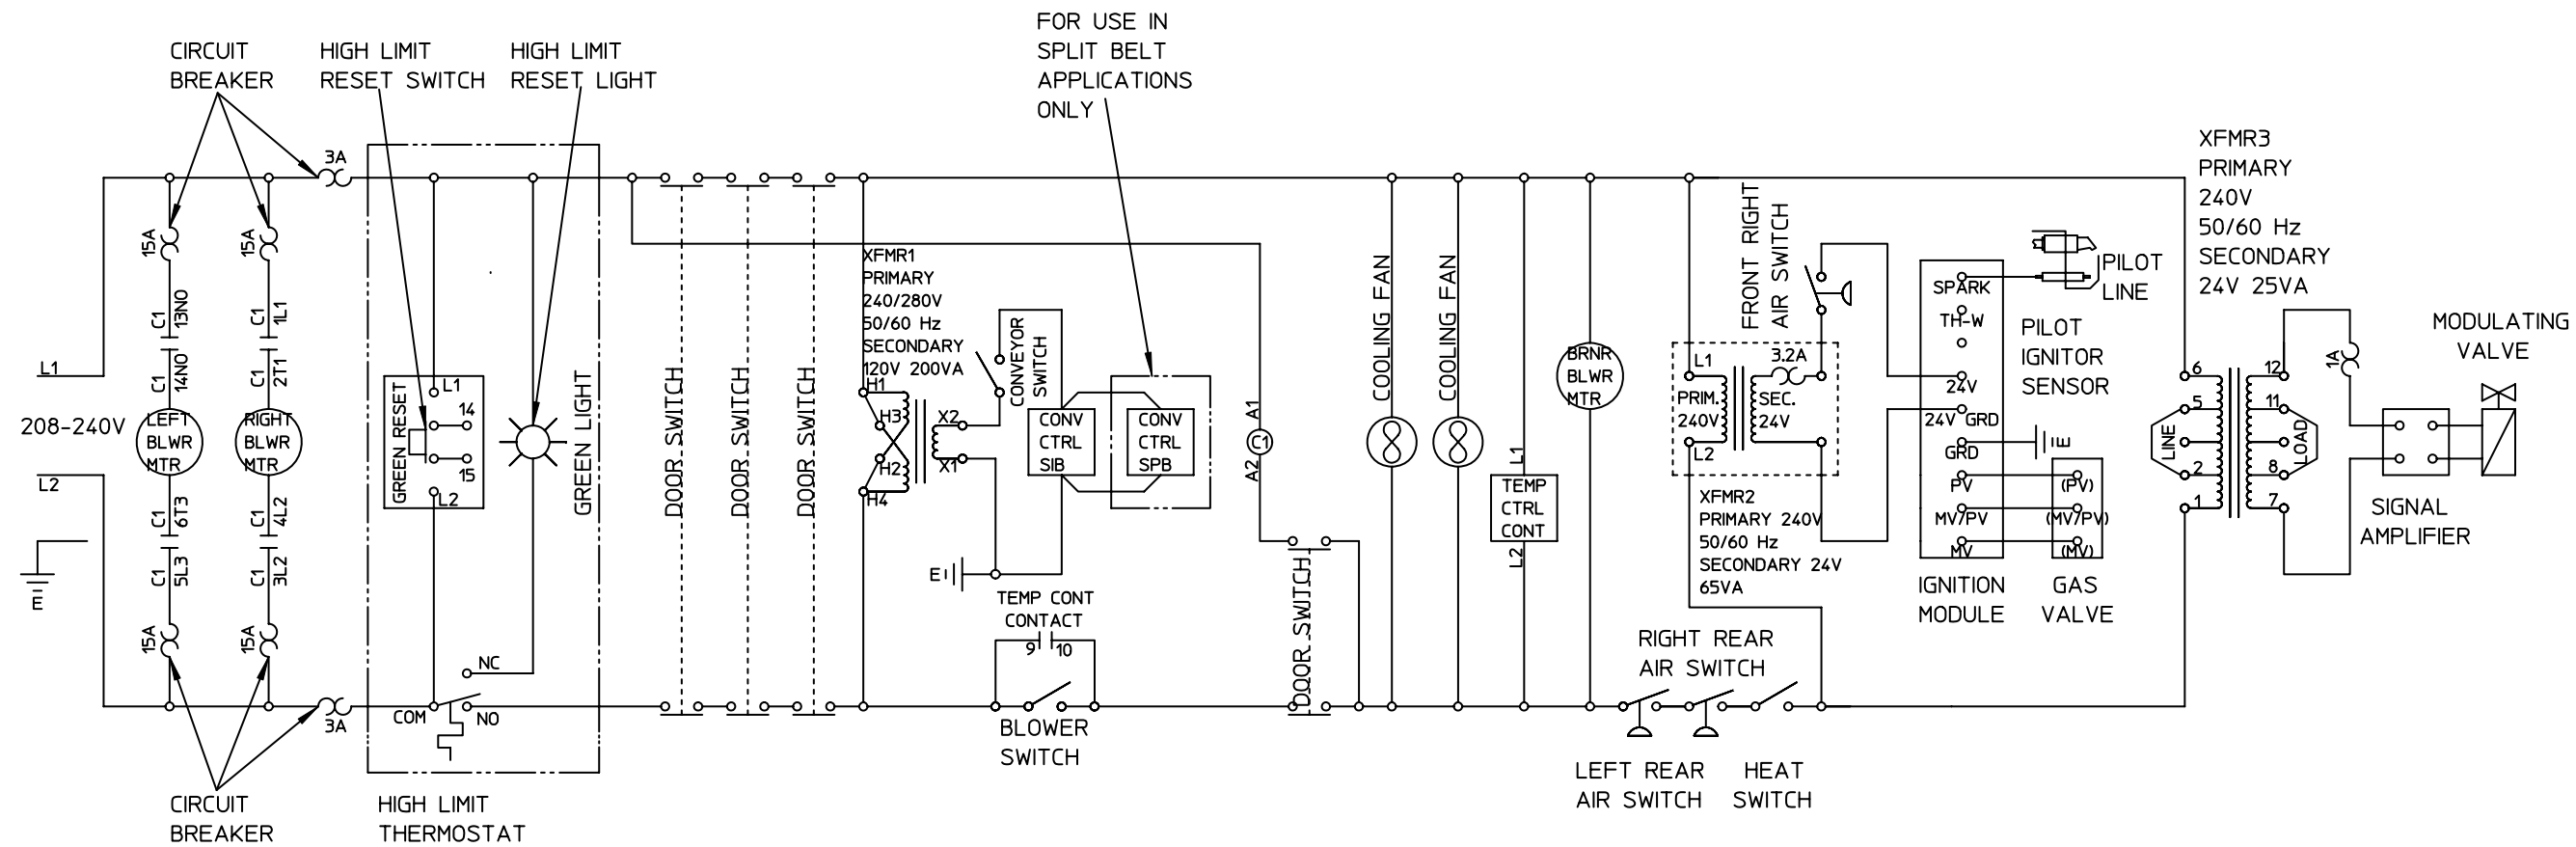 FOR USE IN
SPLIT BELT
APPLICATIONS
ONLY
CIRCUIT
BREAKER
HIGH LIMIT
RESET SWITCH
HIGH LIMIT
RESET LIGHT
3A
15A
15A
C1
13NO
C1
1L1
C1
14NO
C1
2T1
LEFT
BLWR
MTR
RIGHT
BLWR
MTR
C1
6T3
C1
4L2
C1
5L3
C1
3L2
15A
15A
3A
L1
208-240V
L2
E
CIRCUIT
BREAKER
GREEN RESET
L1
14
15
L2
GREEN LIGHT
NC
COM
NO
HIGH LIMIT
THERMOSTAT
DOOR SWITCH
DOOR SWITCH
DOOR SWITCH
XFMR1
PRIMARY
240/280V
50/60 Hz
SECONDARY
120V 200VA
H1
H3
H2
H4
X2
X1
CONVEYOR
SWITCH
CONV
CTRL
SIB
CONV
CTRL
SPB
E
TEMP CONT
CONTACT
9
10
BLOWER
SWITCH
A1
C1
A2
DOOR SWITCH
COOLING FAN
COOLING FAN
L1
TEMP
CTRL
CONT
L2
BRNR
BLWR
MTR
FRONT RIGHT
AIR SWITCH
L1
3.2A
PRIM.
240V
SEC.
24V
L2
XFMR2
PRIMARY 240V
50/60 Hz
SECONDARY 24V
65VA
RIGHT REAR
AIR SWITCH
LEFT REAR
AIR SWITCH
HEAT
SWITCH
SPARK
TH-W
24V
24V GRD
GRD
PV
MV/PV
MV
IGNITION
MODULE
PILOT
LINE
PILOT
IGNITOR
SENSOR
E
(PV)
(MV/PV)
(MV)
GAS
VALVE
XFMR3
PRIMARY
240V
50/60 Hz
SECONDARY
24V 25VA
6
5
LINE
2
1
12
11
LOAD
8
7
1A
MODULATING
VALVE
SIGNAL
AMPLIFIER